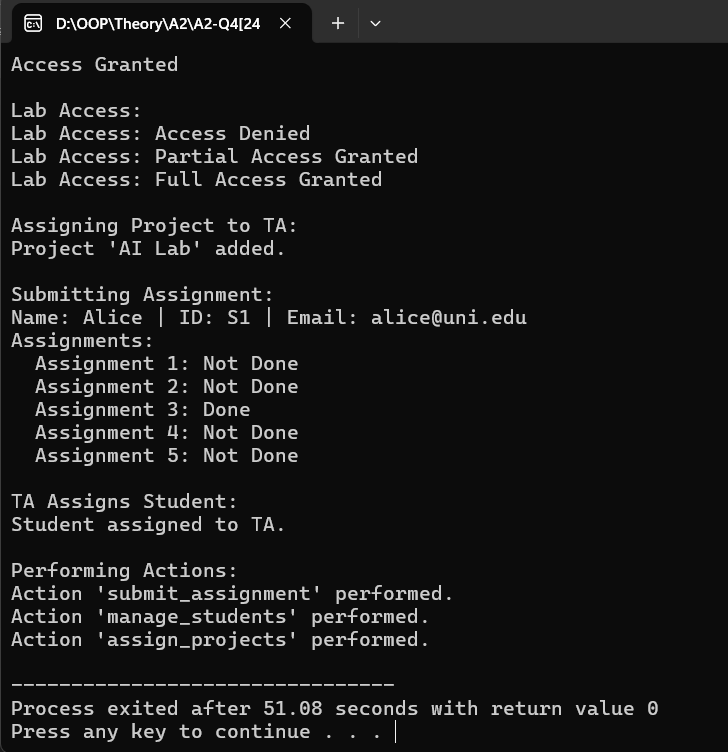 D:\OOP\Theory\A2\A2-Q4[24
Access Granted
Lab Access:
Lab Access: Access Denied
Lab Access: Partial Access Granted
Lab Access: Full Access Granted
Assigning Project to TA:
Project 'AI Lab' added.
Submitting Assignment:
Name: Alice | ID: S1 | Email: alice@uni.edu
Assignments:
  Assignment 1: Not Done
  Assignment 2: Not Done
  Assignment 3: Done
  Assignment 4: Not Done
  Assignment 5: Not Done
TA Assigns Student:
Student assigned to TA.
Performing Actions:
Action 'submit_assignment' performed.
Action 'manage_students' performed.
Action 'assign_projects' performed.
--------------------------------
Process exited after 51.08 seconds with return value 0
Press any key to continue . . .